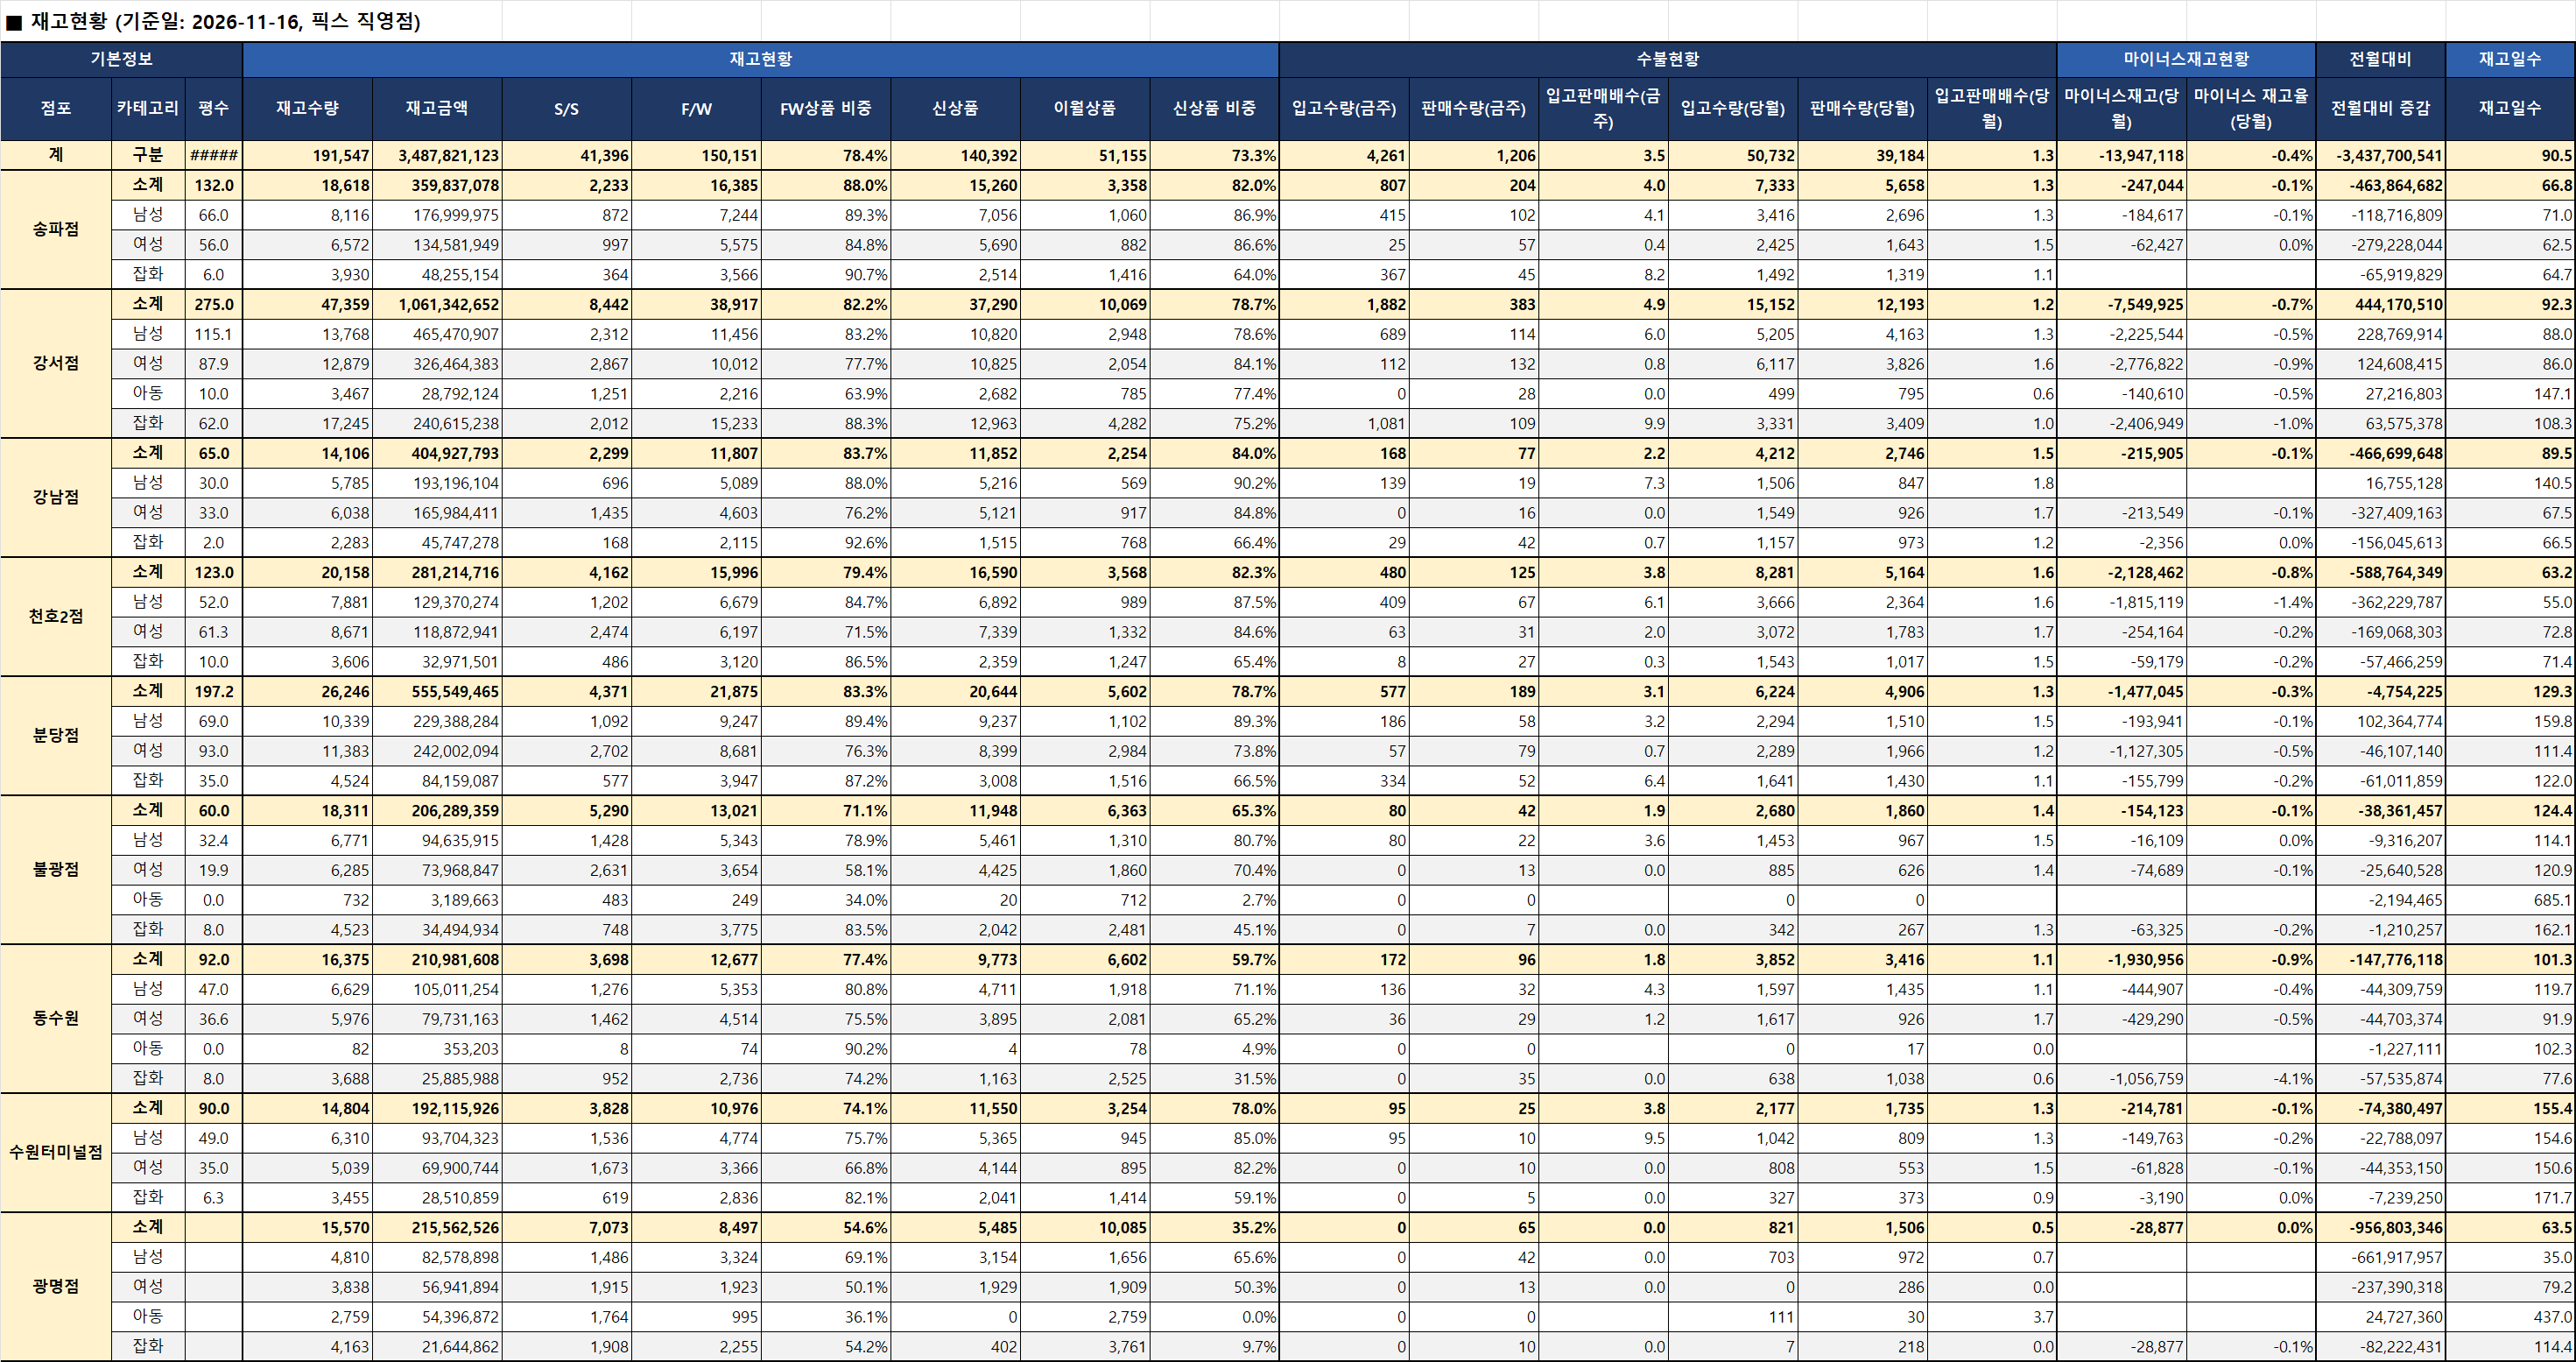 ■ 재고현황 (기준일: 2026-11-16, 픽스 직영점)
기본정보 재고현황 수불현황 마이너스재고현황 전월대비 재고일수
점포 카테고리 평수 재고수량 재고금액 S/S F/W FW상품 비중 신상품 이월상품 신상품 비중 입고수량(금주) 판매수량(금주) 입고판매배수(금주) 입고수량(당월) 판매수량(당월) 입고판매배수(당월) 마이너스재고(당월) 마이너스 재고율(당월) 전월대비 증감 재고일수
계 구분 ##### 191,547 3,487,821,123 41,396 150,151 78.4% 140,392 51,155 73.3% 4,261 1,206 3.5 50,732 39,184 1.3 -13,947,118 -0.4% -3,437,700,541 90.5
송파점 소계 132.0 18,618 359,837,078 2,233 16,385 88.0% 15,260 3,358 82.0% 807 204 4.0 7,333 5,658 1.3 -247,044 -0.1% -463,864,682 66.8
남성 66.0 8,116 176,999,975 872 7,244 89.3% 7,056 1,060 86.9% 415 102 4.1 3,416 2,696 1.3 -184,617 -0.1% -118,716,809 71.0
여성 56.0 6,572 134,581,949 997 5,575 84.8% 5,690 882 86.6% 25 57 0.4 2,425 1,643 1.5 -62,427 0.0% -279,228,044 62.5
잡화 6.0 3,930 48,255,154 364 3,566 90.7% 2,514 1,416 64.0% 367 45 8.2 1,492 1,319 1.1 -65,919,829 64.7
강서점 소계 275.0 47,359 1,061,342,652 8,442 38,917 82.2% 37,290 10,069 78.7% 1,882 383 4.9 15,152 12,193 1.2 -7,549,925 -0.7% 444,170,510 92.3
남성 115.1 13,768 465,470,907 2,312 11,456 83.2% 10,820 2,948 78.6% 689 114 6.0 5,205 4,163 1.3 -2,225,544 -0.5% 228,769,914 88.0
여성 87.9 12,879 326,464,383 2,867 10,012 77.7% 10,825 2,054 84.1% 112 132 0.8 6,117 3,826 1.6 -2,776,822 -0.9% 124,608,415 86.0
아동 10.0 3,467 28,792,124 1,251 2,216 63.9% 2,682 785 77.4% 0 28 0.0 499 795 0.6 -140,610 -0.5% 27,216,803 147.1
잡화 62.0 17,245 240,615,238 2,012 15,233 88.3% 12,963 4,282 75.2% 1,081 109 9.9 3,331 3,409 1.0 -2,406,949 -1.0% 63,575,378 108.3
강남점 소계 65.0 14,106 404,927,793 2,299 11,807 83.7% 11,852 2,254 84.0% 168 77 2.2 4,212 2,746 1.5 -215,905 -0.1% -466,699,648 89.5
남성 30.0 5,785 193,196,104 696 5,089 88.0% 5,216 569 90.2% 139 19 7.3 1,506 847 1.8 16,755,128 140.5
여성 33.0 6,038 165,984,411 1,435 4,603 76.2% 5,121 917 84.8% 0 16 0.0 1,549 926 1.7 -213,549 -0.1% -327,409,163 67.5
잡화 2.0 2,283 45,747,278 168 2,115 92.6% 1,515 768 66.4% 29 42 0.7 1,157 973 1.2 -2,356 0.0% -156,045,613 66.5
천호2점 소계 123.0 20,158 281,214,716 4,162 15,996 79.4% 16,590 3,568 82.3% 480 125 3.8 8,281 5,164 1.6 -2,128,462 -0.8% -588,764,349 63.2
남성 52.0 7,881 129,370,274 1,202 6,679 84.7% 6,892 989 87.5% 409 67 6.1 3,666 2,364 1.6 -1,815,119 -1.4% -362,229,787 55.0
여성 61.3 8,671 118,872,941 2,474 6,197 71.5% 7,339 1,332 84.6% 63 31 2.0 3,072 1,783 1.7 -254,164 -0.2% -169,068,303 72.8
잡화 10.0 3,606 32,971,501 486 3,120 86.5% 2,359 1,247 65.4% 8 27 0.3 1,543 1,017 1.5 -59,179 -0.2% -57,466,259 71.4
분당점 소계 197.2 26,246 555,549,465 4,371 21,875 83.3% 20,644 5,602 78.7% 577 189 3.1 6,224 4,906 1.3 -1,477,045 -0.3% -4,754,225 129.3
남성 69.0 10,339 229,388,284 1,092 9,247 89.4% 9,237 1,102 89.3% 186 58 3.2 2,294 1,510 1.5 -193,941 -0.1% 102,364,774 159.8
여성 93.0 11,383 242,002,094 2,702 8,681 76.3% 8,399 2,984 73.8% 57 79 0.7 2,289 1,966 1.2 -1,127,305 -0.5% -46,107,140 111.4
잡화 35.0 4,524 84,159,087 577 3,947 87.2% 3,008 1,516 66.5% 334 52 6.4 1,641 1,430 1.1 -155,799 -0.2% -61,011,859 122.0
불광점 소계 60.0 18,311 206,289,359 5,290 13,021 71.1% 11,948 6,363 65.3% 80 42 1.9 2,680 1,860 1.4 -154,123 -0.1% -38,361,457 124.4
남성 32.4 6,771 94,635,915 1,428 5,343 78.9% 5,461 1,310 80.7% 80 22 3.6 1,453 967 1.5 -16,109 0.0% -9,316,207 114.1
여성 19.9 6,285 73,968,847 2,631 3,654 58.1% 4,425 1,860 70.4% 0 13 0.0 885 626 1.4 -74,689 -0.1% -25,640,528 120.9
아동 0.0 732 3,189,663 483 249 34.0% 20 712 2.7% 0 0 0 0 -2,194,465 685.1
잡화 8.0 4,523 34,494,934 748 3,775 83.5% 2,042 2,481 45.1% 0 7 0.0 342 267 1.3 -63,325 -0.2% -1,210,257 162.1
동수원 소계 92.0 16,375 210,981,608 3,698 12,677 77.4% 9,773 6,602 59.7% 172 96 1.8 3,852 3,416 1.1 -1,930,956 -0.9% -147,776,118 101.3
남성 47.0 6,629 105,011,254 1,276 5,353 80.8% 4,711 1,918 71.1% 136 32 4.3 1,597 1,435 1.1 -444,907 -0.4% -44,309,759 119.7
여성 36.6 5,976 79,731,163 1,462 4,514 75.5% 3,895 2,081 65.2% 36 29 1.2 1,617 926 1.7 -429,290 -0.5% -44,703,374 91.9
아동 0.0 82 353,203 8 74 90.2% 4 78 4.9% 0 0 0 17 0.0 -1,227,111 102.3
잡화 8.0 3,688 25,885,988 952 2,736 74.2% 1,163 2,525 31.5% 0 35 0.0 638 1,038 0.6 -1,056,759 -4.1% -57,535,874 77.6
수원터미널점 소계 90.0 14,804 192,115,926 3,828 10,976 74.1% 11,550 3,254 78.0% 95 25 3.8 2,177 1,735 1.3 -214,781 -0.1% -74,380,497 155.4
남성 49.0 6,310 93,704,323 1,536 4,774 75.7% 5,365 945 85.0% 95 10 9.5 1,042 809 1.3 -149,763 -0.2% -22,788,097 154.6
여성 35.0 5,039 69,900,744 1,673 3,366 66.8% 4,144 895 82.2% 0 10 0.0 808 553 1.5 -61,828 -0.1% -44,353,150 150.6
잡화 6.3 3,455 28,510,859 619 2,836 82.1% 2,041 1,414 59.1% 0 5 0.0 327 373 0.9 -3,190 0.0% -7,239,250 171.7
광명점 소계 15,570 215,562,526 7,073 8,497 54.6% 5,485 10,085 35.2% 0 65 0.0 821 1,506 0.5 -28,877 0.0% -956,803,346 63.5
남성 4,810 82,578,898 1,486 3,324 69.1% 3,154 1,656 65.6% 0 42 0.0 703 972 0.7 -661,917,957 35.0
여성 3,838 56,941,894 1,915 1,923 50.1% 1,929 1,909 50.3% 0 13 0.0 0 286 0.0 -237,390,318 79.2
아동 2,759 54,396,872 1,764 995 36.1% 0 2,759 0.0% 0 0 111 30 3.7 24,727,360 437.0
잡화 4,163 21,644,862 1,908 2,255 54.2% 402 3,761 9.7% 0 10 0.0 7 218 0.0 -28,877 -0.1% -82,222,431 114.4